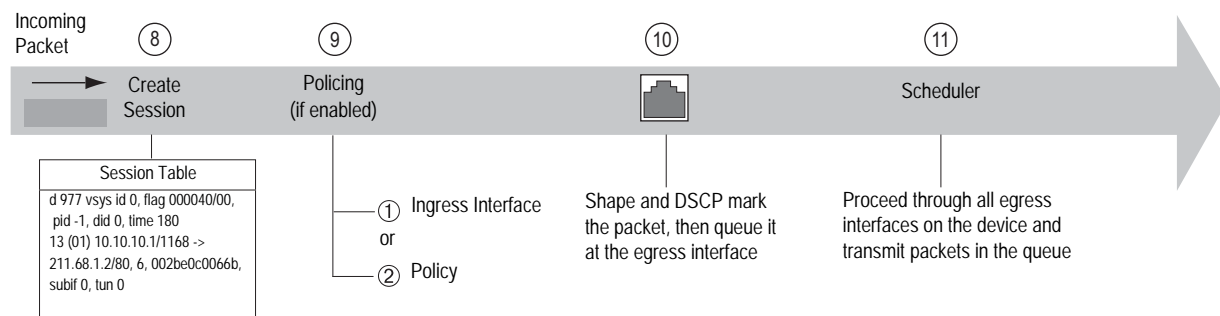 Incoming
Packet
8
9
10
11
Create
Session
Policing
(if enabled)
Scheduler
Session Table
d 977 vsys id 0, flag 000040/00,
pid -1, did 0, time 180
13 (01) 10.10.10.1/1168 ->
211.68.1.2/80, 6, 002be0c0066b,
subif 0, tun 0
1 Ingress Interface
or
2 Policy
Shape and DSCP mark
the packet, then queue it
at the egress interface
Proceed through all egress
interfaces on the device and
transmit packets in the queue